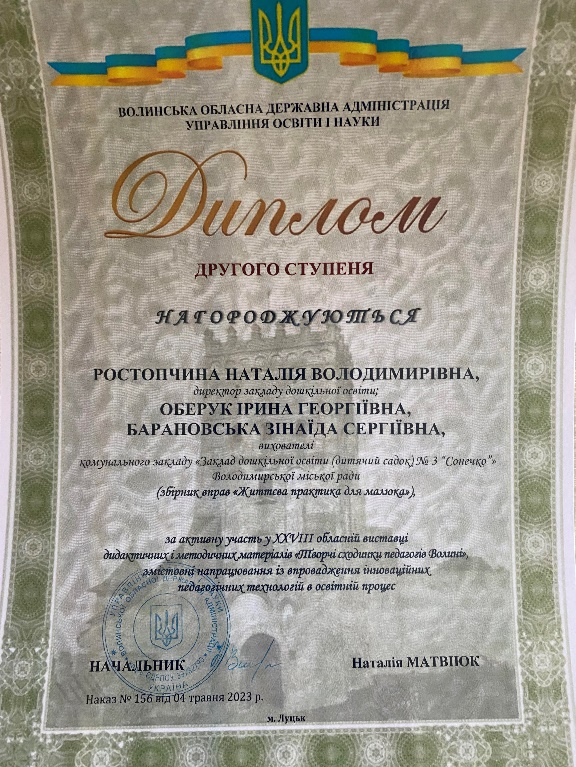 ВОЛИНСЬКА ОБЛАСНА ДЕРЖАВНА АДМІНІСТРАЦІЯ
УПРАВЛІННЯ ОСВІТИ І НАУКИ
Диплом
ДРУГОГО СТУПЕНЯ
НАГОРОДЖУЮТЬСЯ
РОСТОПЧИНА НАТАЛІЯ ВОЛОДИМИРІВНА,
директор закладу дошкільної освіти;
ОБЕРУК ІРИНА ГЕОРГІЇВНА,
БАРАНОВСЬКА ЗІНАЇДА СЕРГІЇВНА,
вихователі
комунального закладу «Заклад дошкільної освіти (дитячий садок) № 3 “Сонечко”»
Володимирської міської ради
(збірник вправ «Життєва практика для малюка»),
за активну участь у XXVIII обласній виставці
дидактичних і методичних матеріалів «Творчі сходинки педагогів Волині»,
змістовні напрацювання із впровадження інноваційних
педагогічних технологій в освітній процес
НАЧАЛЬНИК Наталія МАТВІЮК
УКРАЇНА
Наказ № 156 від 04 травня 2023 р.
м. Луцьк